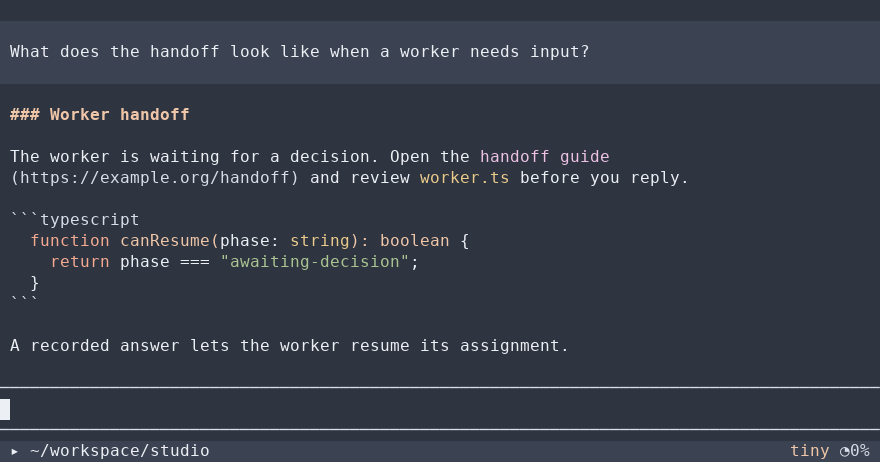 What does the handoff look like when a worker needs input?
### Worker handoff
The worker is waiting for a decision. Open the handoff guide
(https://example.org/handoff) and review worker.ts before you reply.
```typescript
  function canResume(phase: string): boolean {
    return phase === "awaiting-decision";
  }
```
A recorded answer lets the worker resume its assignment.
▸ ~/workspace/studio tiny ◔0%